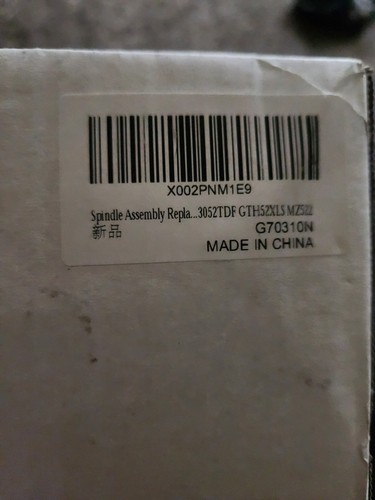 X002PNM1E9
Spindle Assembly Repla...3052TDF GTH52XLS MZ522
新品
G70310N
MADE IN CHINA